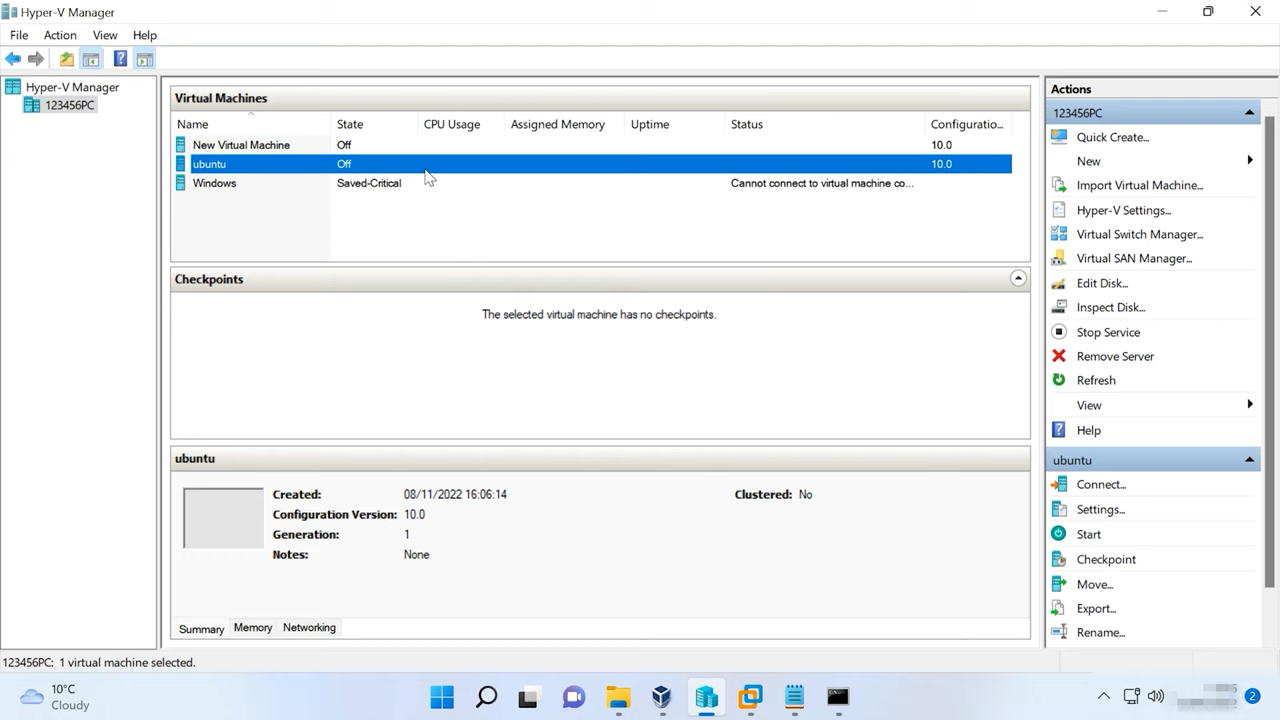 Hyper-V Manager
File Action View Help
Hyper-V Manager
123456PC
Virtual Machines
Name State CPU Usage Assigned Memory Uptime Status Configuratio...
New Virtual Machine Off 10.0
ubuntu Off 10.0
Windows Saved-Critical Cannot connect to virtual machine co...
Checkpoints
The selected virtual machine has no checkpoints.
ubuntu
Created: 08/11/2022 16:06:14 Clustered: No
Configuration Version: 10.0
Generation: 1
Notes: None
Summary Memory Networking
Actions
123456PC
Quick Create...
New
Import Virtual Machine...
Hyper-V Settings...
Virtual Switch Manager...
Virtual SAN Manager...
Edit Disk...
Inspect Disk...
Stop Service
Remove Server
Refresh
View
Help
ubuntu
Connect...
Settings...
Start
Checkpoint
Move...
Export...
Rename...
123456PC: 1 virtual machine selected.
10°C
Cloudy
2